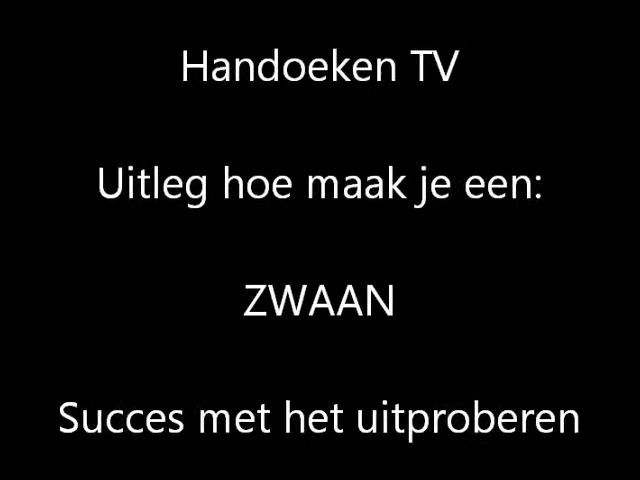 Handoeken TV
Uitleg hoe maak je een:
ZWAAN
Succes met het uitproberen